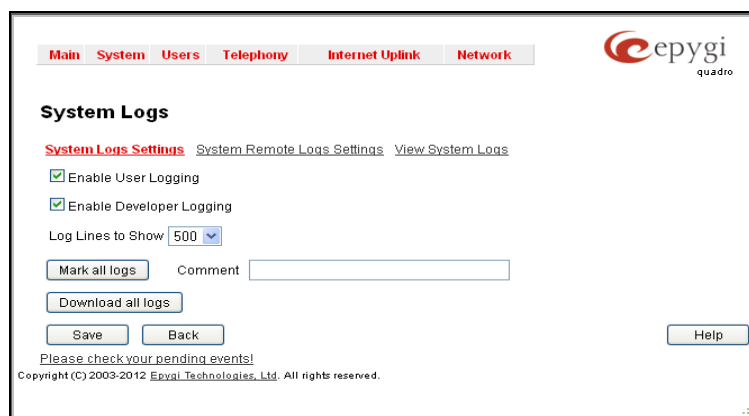 Main System Users Telephony Internet Uplink Network
epygi
quadro
System Logs
System Logs Settings System Remote Logs Settings View System Logs
Enable User Logging
Enable Developer Logging
Log Lines to Show 500
Mark all logs Comment
Download all logs
Save Back Help
Please check your pending events!
Copyright (C) 2003-2012 Epygi Technologies, Ltd. All rights reserved.